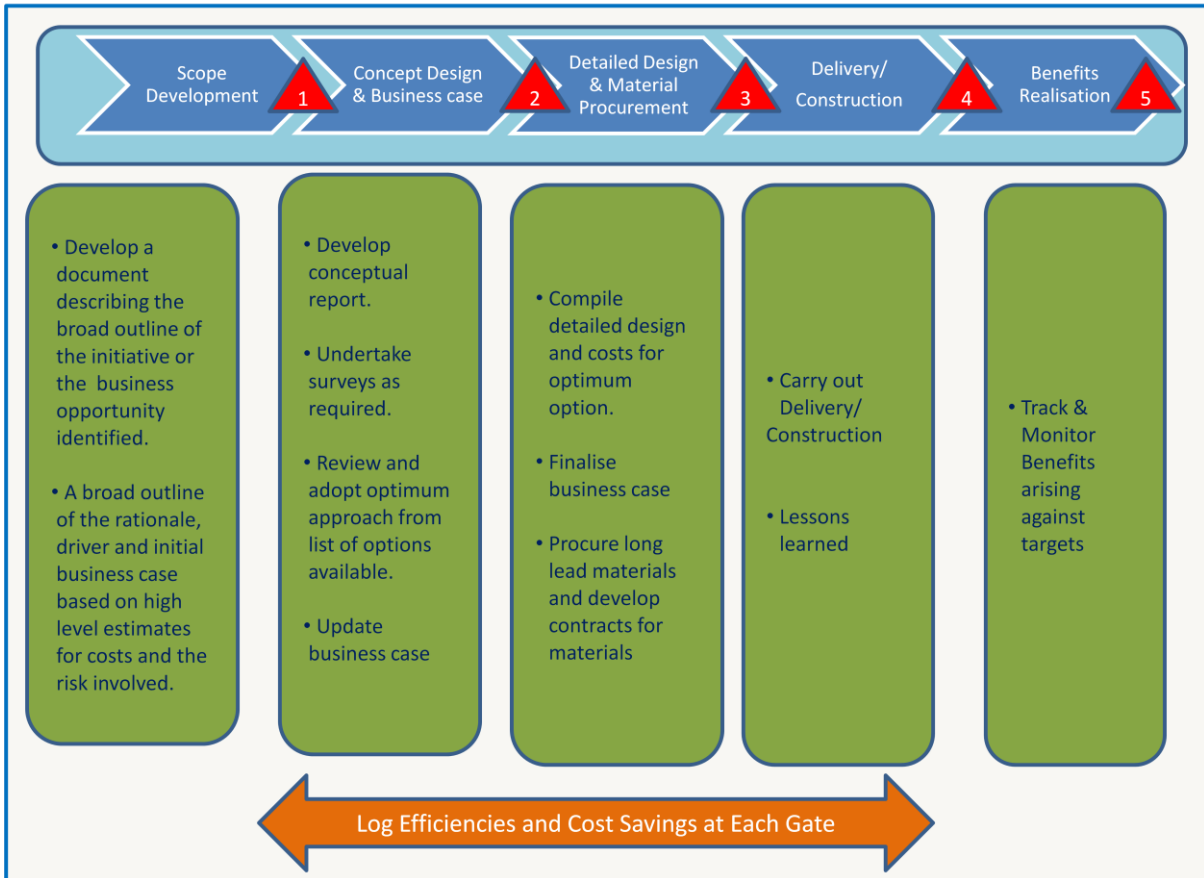 Scope
Development
1
Concept Design
& Business case
2
Detailed Design
& Material
Procurement
3
Delivery/
Construction
4
Benefits
Realisation
5
• Develop a
document
describing the
broad outline of
the initiative or
the business
opportunity
identified.
• A broad outline
of the rationale,
driver and initial
business case
based on high
level estimates
for costs and the
risk involved.
• Develop
conceptual
report.
• Undertake
surveys as
required.
• Review and
adopt optimum
approach from
list of options
available.
• Update
business case
• Compile
detailed design
and costs for
optimum
option.
• Finalise
business case
• Procure long
lead materials
and develop
contracts for
materials
• Carry out
Delivery/
Construction
• Lessons
learned
• Track &
Monitor
Benefits
arising
against
targets
Log Efficiencies and Cost Savings at Each Gate